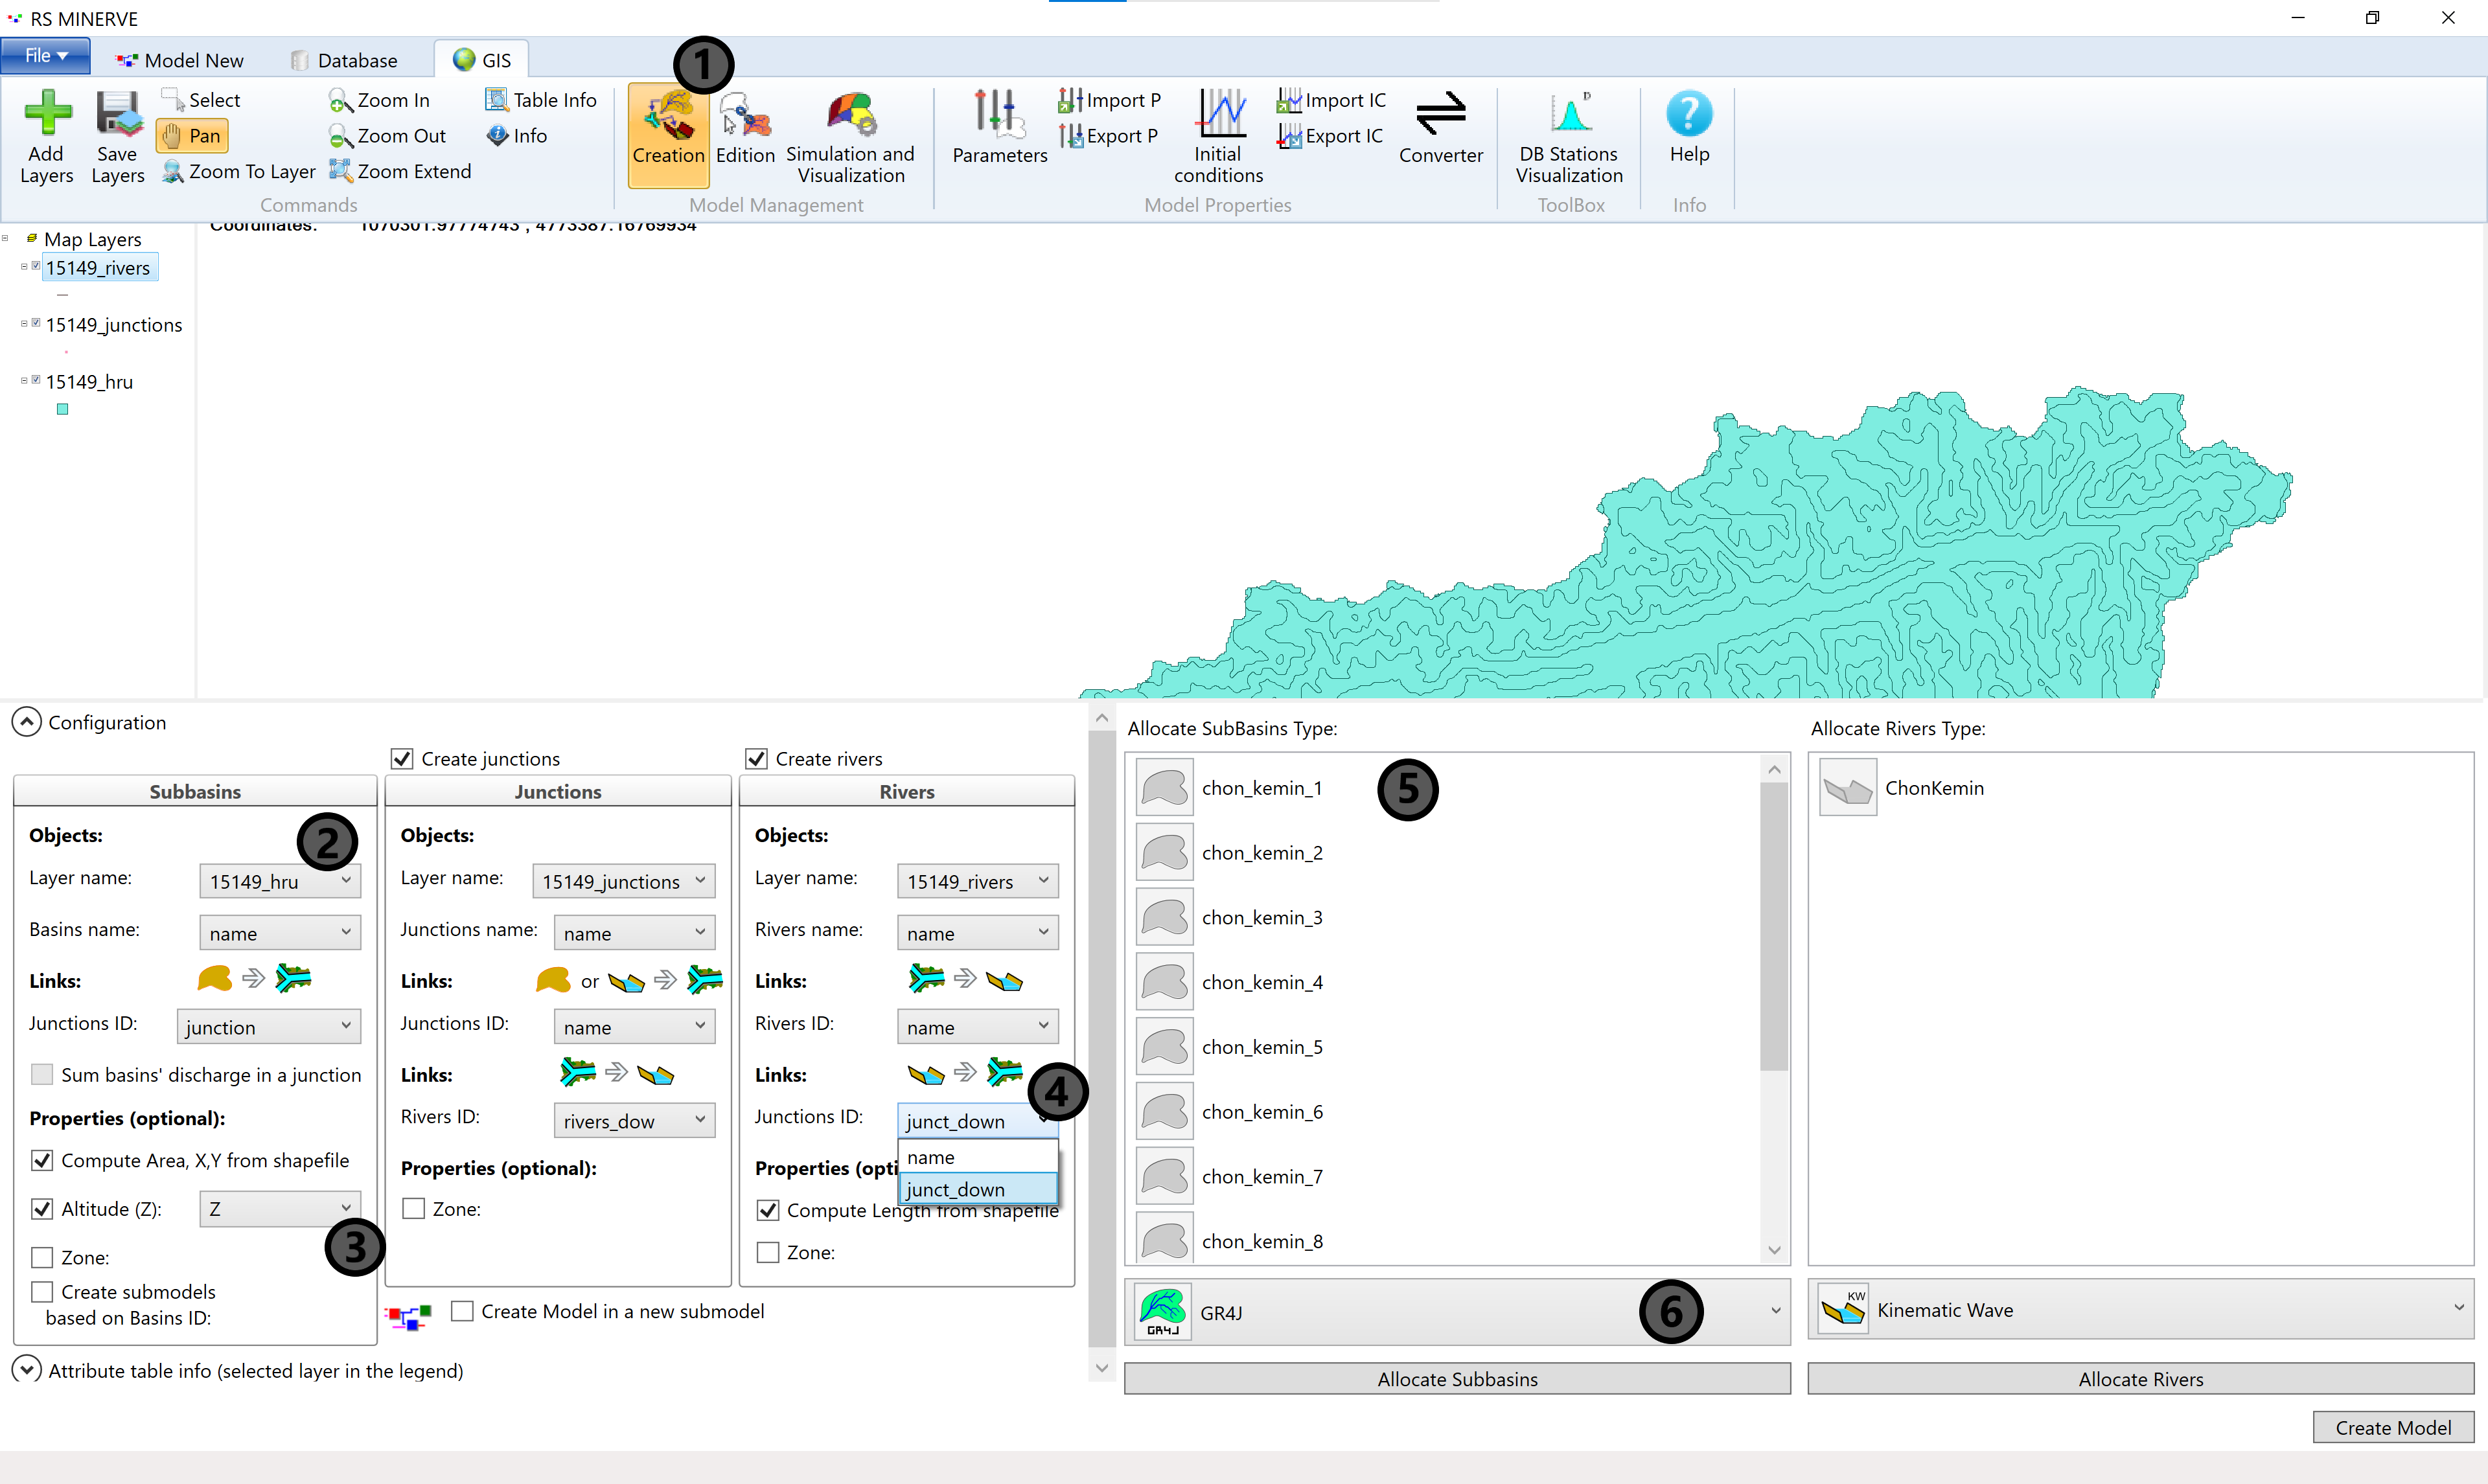 RS MINERVE
File
Model New
Database
GIS
1
Add Layers
Save Layers
Select
Pan
Zoom To Layer
Zoom In
Zoom Out
Zoom Extend
Table Info
Info
Commands
Creation
Edition
Simulation and Visualization
Model Management
Parameters
Import P
Export P
Initial conditions
Import IC
Export IC
Converter
Model Properties
DB Stations Visualization
ToolBox
Help
Info
Map Layers
15149_rivers
15149_junctions
15149_hru
Coordinates: 1070301.97774743 , 4773387.16769934
Configuration
Create junctions
Create rivers
Subbasins
Objects:
2
Layer name: 15149_hru
Basins name: name
Links:
Junctions ID: junction
Sum basins' discharge in a junction
Properties (optional):
Compute Area, X,Y from shapefile
Altitude (Z): Z
3
Zone:
Create submodels
based on Basins ID:
Junctions
Objects:
Layer name: 15149_junctions
Junctions name: name
Links: or
Junctions ID: name
Links:
Rivers ID: rivers_dow
Properties (optional):
Zone:
Create Model in a new submodel
Rivers
Objects:
Layer name: 15149_rivers
Rivers name: name
Links:
Rivers ID: name
Links:
4
Junctions ID: junct_down
name
junct_down
Properties (opti
Compute Length from shapefile
Zone:
Attribute table info (selected layer in the legend)
Allocate SubBasins Type:
chon_kemin_1
5
chon_kemin_2
chon_kemin_3
chon_kemin_4
chon_kemin_5
chon_kemin_6
chon_kemin_7
chon_kemin_8
GR4J
GR4J
6
Allocate Subbasins
Allocate Rivers Type:
ChonKemin
KW
Kinematic Wave
Allocate Rivers
Create Model